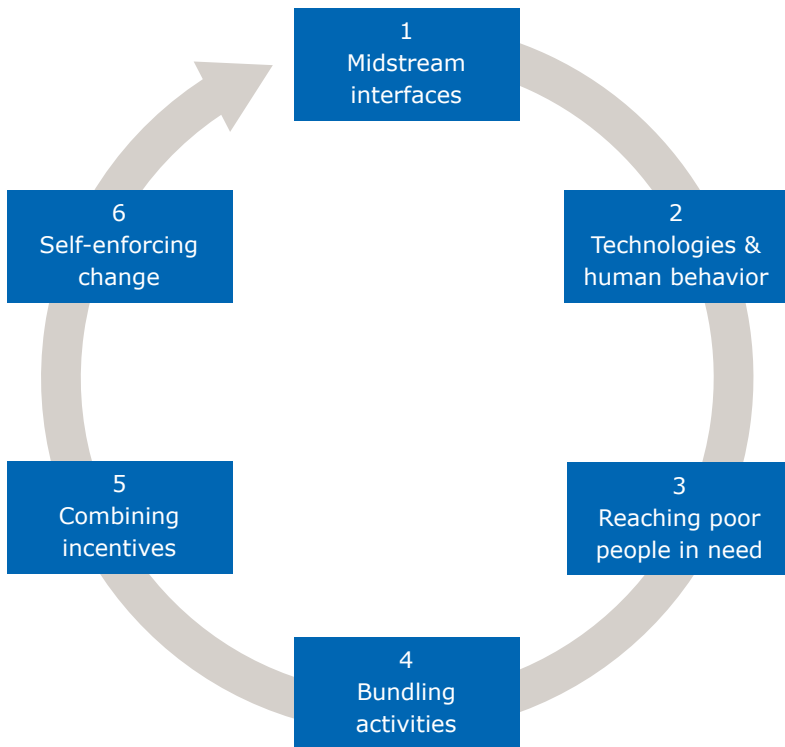 1
Midstream
interfaces
2
Technologies &
human behavior
3
Reaching poor
people in need
4
Bundling
activities
5
Combining
incentives
6
Self-enforcing
change